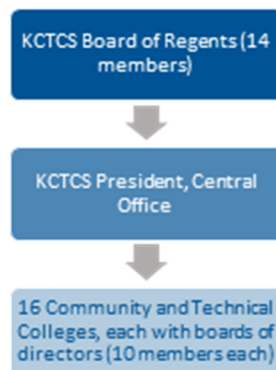 KCTCS Board of Regents (14
members)
KCTCS President, Central
Office
16 Community and Technical
Colleges, each with boards of
directors (10 members each)